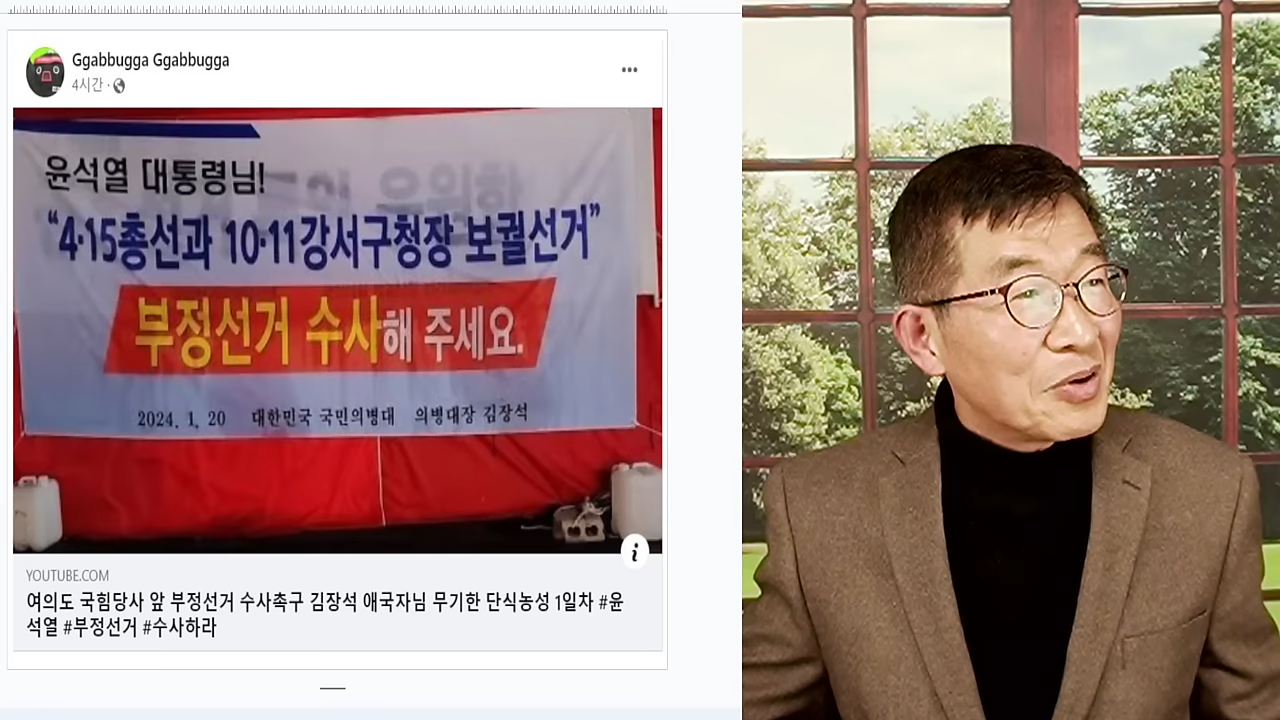 Ggabbugga Ggabbugga
4시간 ·
윤석열 대통령님!
“4·15총선과 10·11강서구청장 보궐선거”
부정선거 수사해 주세요.
2024. 1. 20 대한민국 국민의병대 의병대장 김장석
YOUTUBE.COM
여의도 국힘당사 앞 부정선거 수사촉구 김장석 애국자님 무기한 단식농성 1일차 #윤
석열 #부정선거 #수사하라